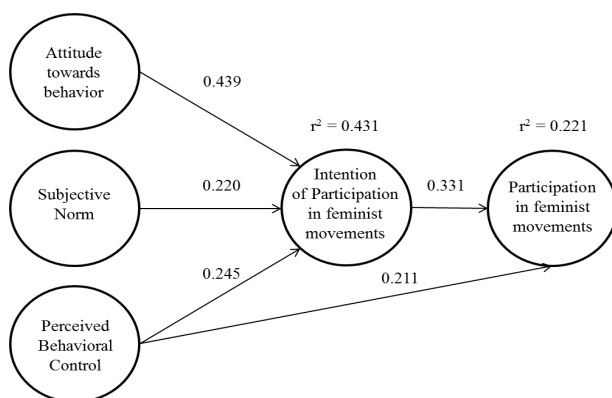 Attitude
towards
behavior
0.439
r² = 0.431
r² = 0.221
Subjective
Norm
0.220
Intention
of Participation
in feminist
movements
0.331
Participation
in feminist
movements
0.245
0.211
Perceived
Behavioral
Control